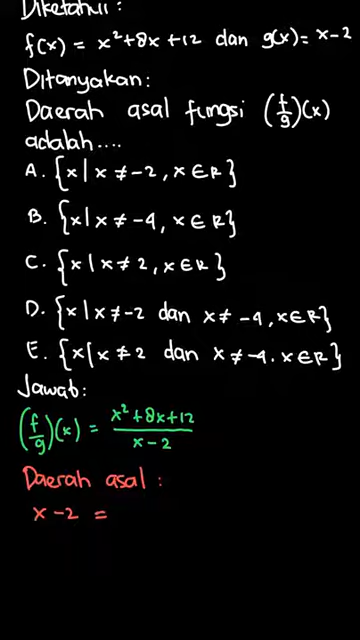 Diketahui:
f(x) = x² + 8x + 12 dan g(x) = x - 2
Ditanyakan:
Daerah asal fungsi (f/g)(x)
adalah....
A. {x | x ≠ -2, x ∈ R}
B. {x | x ≠ -4, x ∈ R}
C. {x | x ≠ 2, x ∈ R}
D. {x | x ≠ -2 dan x ≠ -4, x ∈ R}
E. {x | x ≠ 2 dan x ≠ -4. x ∈ R}
Jawab:
(f/g)(x) = (x² + 8x + 12)/(x - 2)
Daerah asal:
x - 2 =